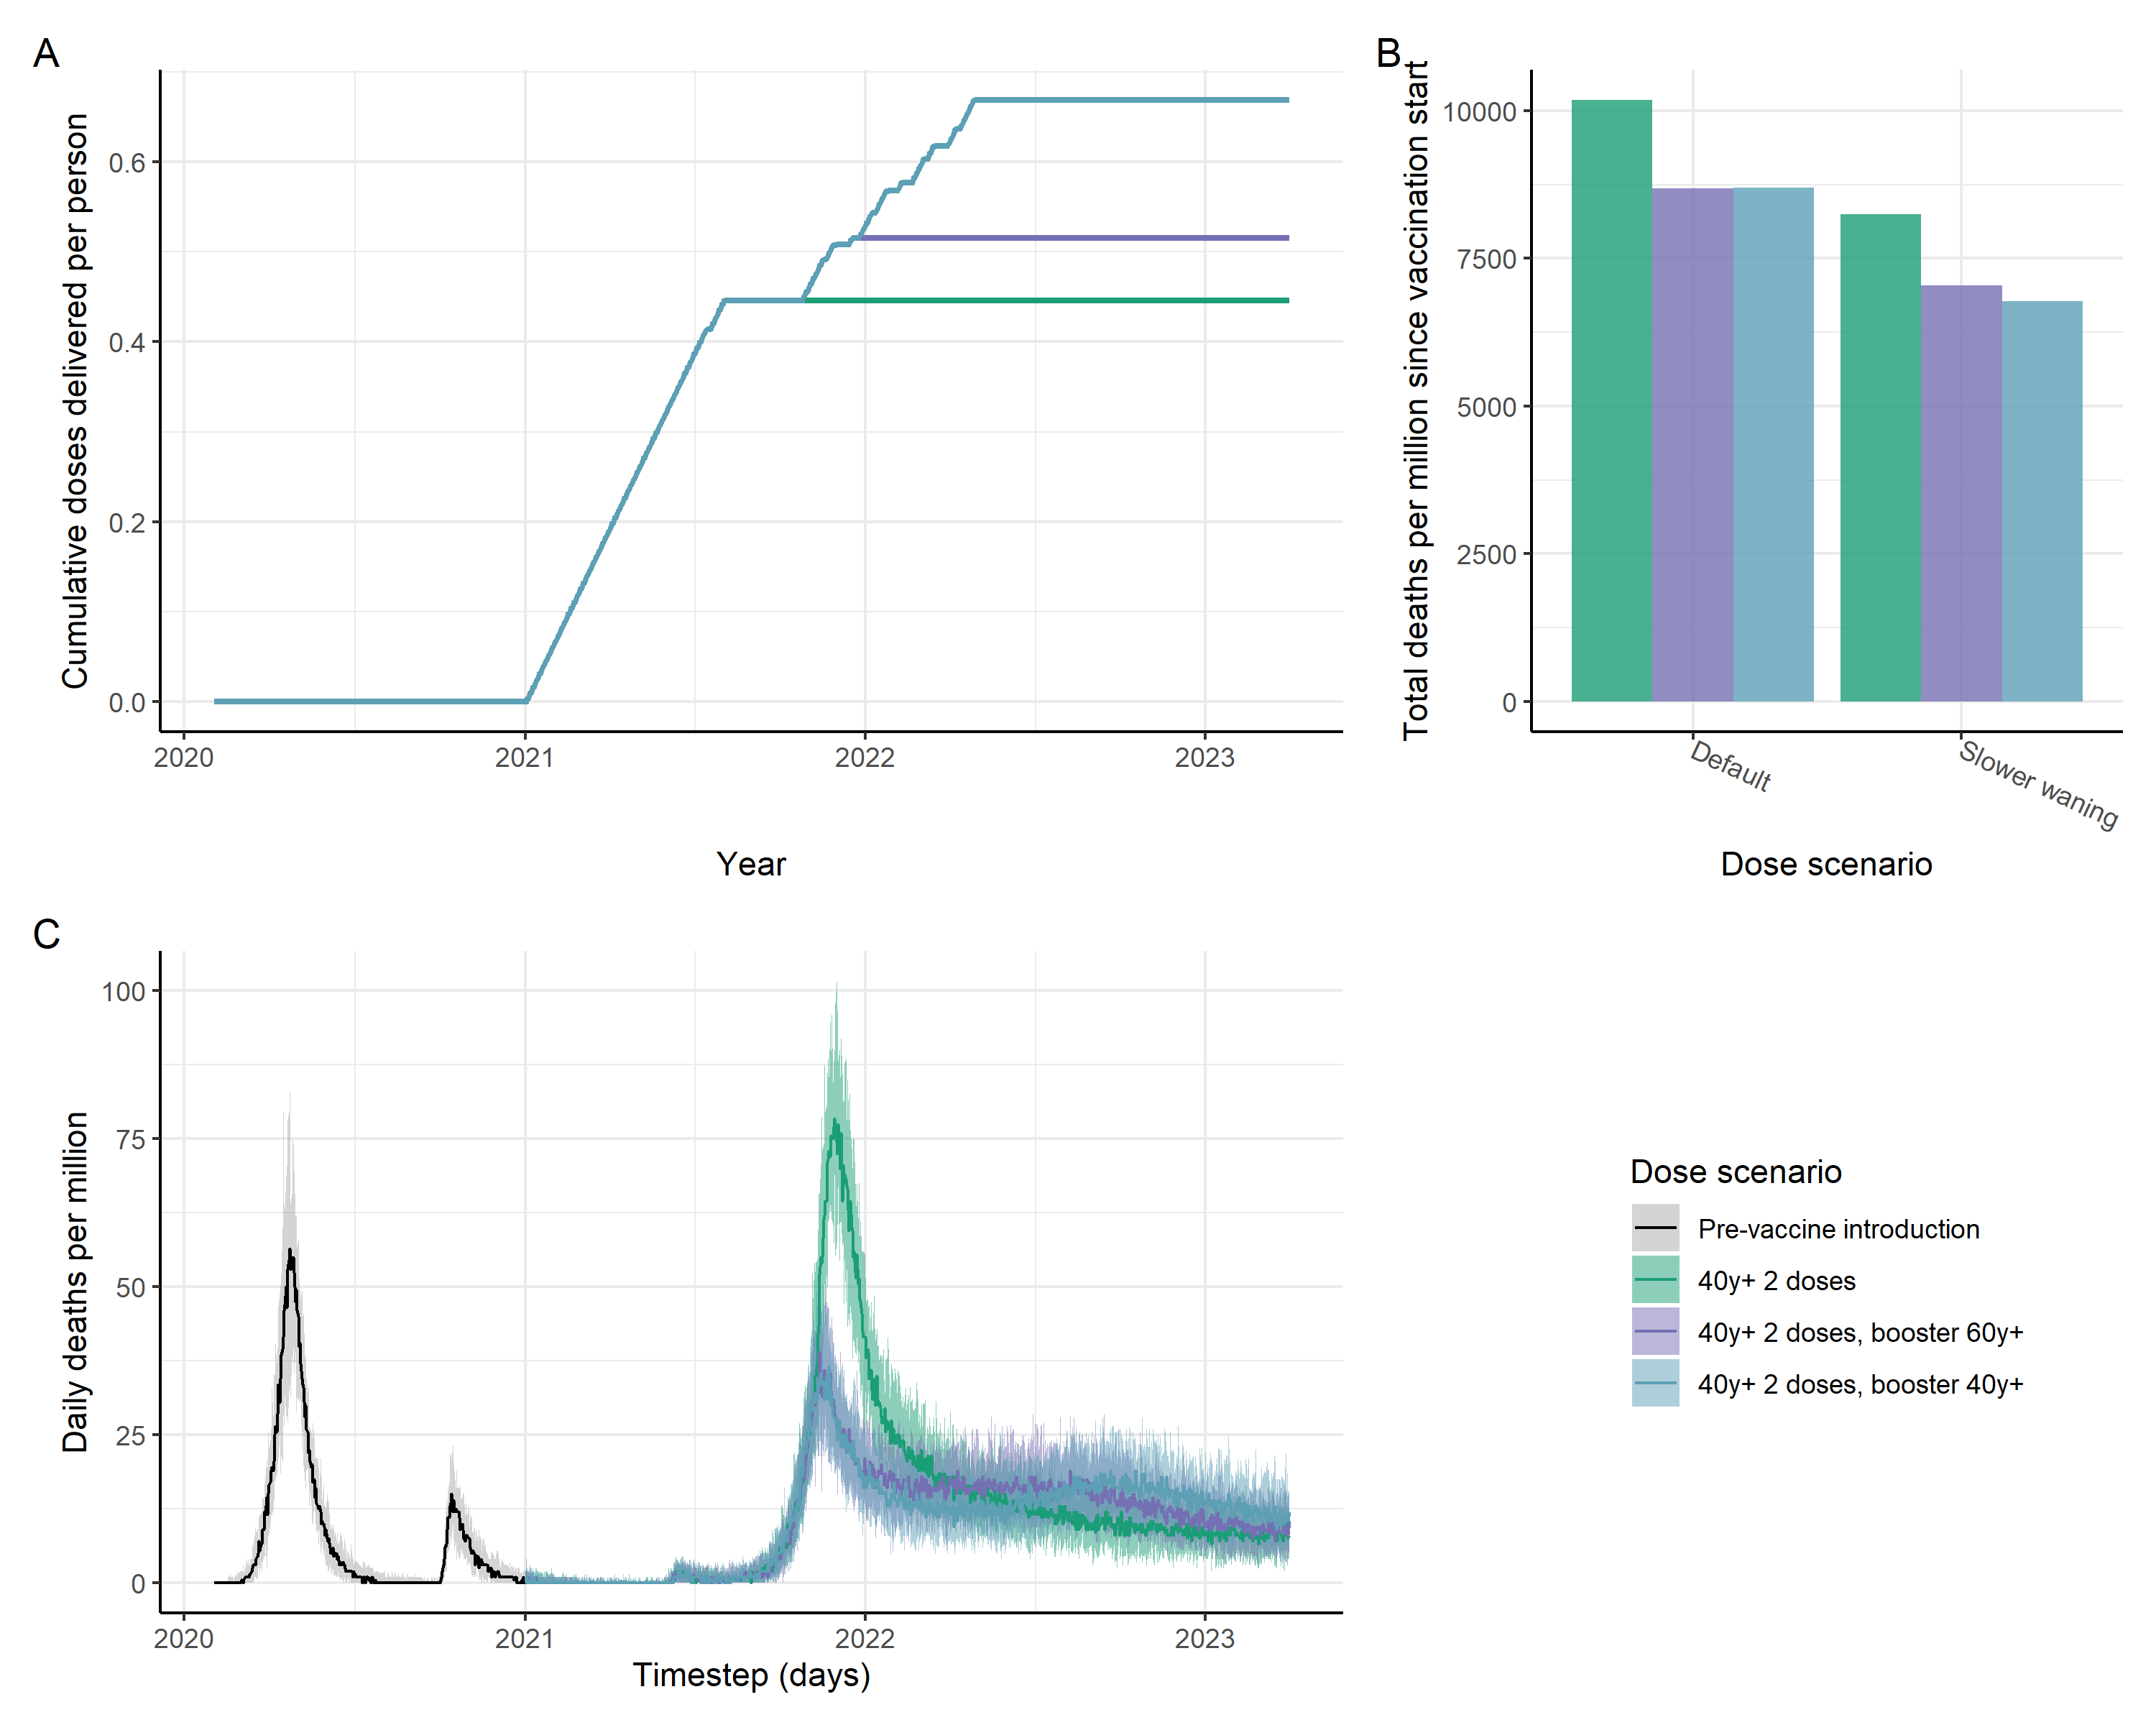 A
Cumulative doses delivered per person
0.6
0.4
0.2
0.0
2020
2021
2022
2023
Year
B
Total deaths per million since vaccination start
10000
7500
5000
2500
0
Default
Slower waning
Dose scenario
C
Daily deaths per million
100
75
50
25
0
2020
2021
2022
2023
Timestep (days)
Dose scenario
Pre-vaccine introduction
40y+ 2 doses
40y+ 2 doses, booster 60y+
40y+ 2 doses, booster 40y+